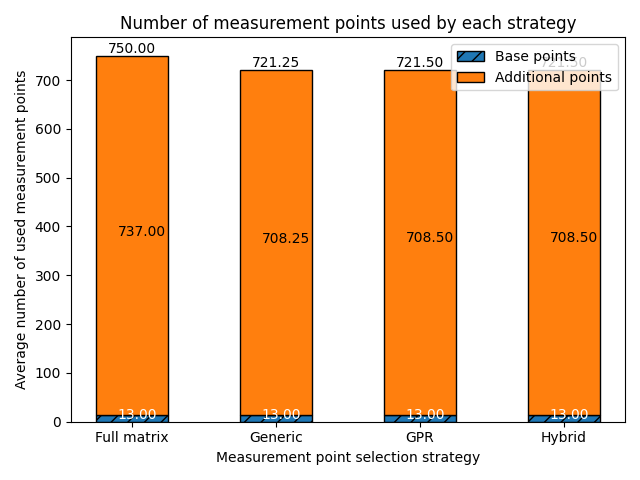 Number of measurement points used by each strategy
Average number of used measurement points
700
600
500
400
300
200
100
0
750.00
721.25
721.50
721.50
Base points
Additional points
737.00
708.25
708.50
708.50
13.00
13.00
13.00
13.00
Full matrix
Generic
GPR
Hybrid
Measurement point selection strategy